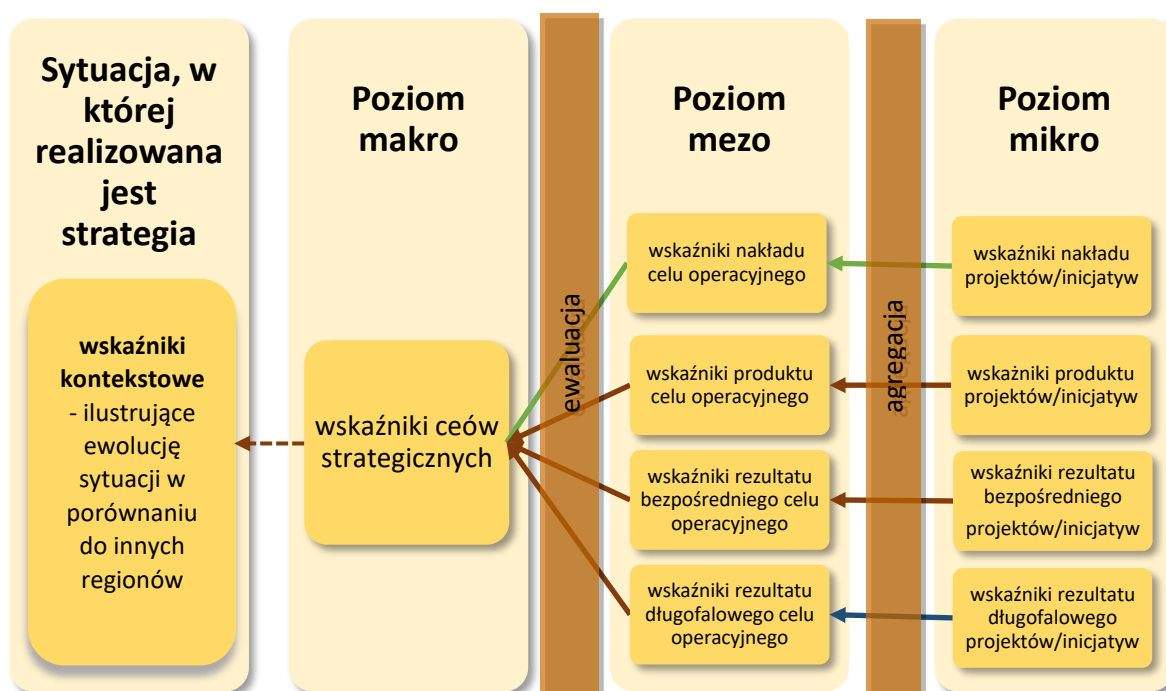 Sytuacja, w
której
realizowana
jest
strategia
wskaźniki
kontekstowe
- ilustrujące
ewolucję
sytuacji w
porównaniu
do innych
regionów
Poziom
makro
wskaźniki ceów
strategicznych
ewaluacja
Poziom
mezo
wskaźniki nakładu
celu operacyjnego
wskaźniki produktu
celu operacyjnego
wskaźniki rezultatu
bezpośredniego celu
operacyjnego
wskaźniki rezultatu
długofalowego celu
operacyjnego
agregacja
Poziom
mikro
wskaźniki nakładu
projektów/inicjatyw
wskażniki produktu
projektów/inicjatyw
wskaźniki rezultatu
bezpośredniego
projektów/inicjatyw
wskaźniki rezultatu
długofalowego
projektów/inicjatyw